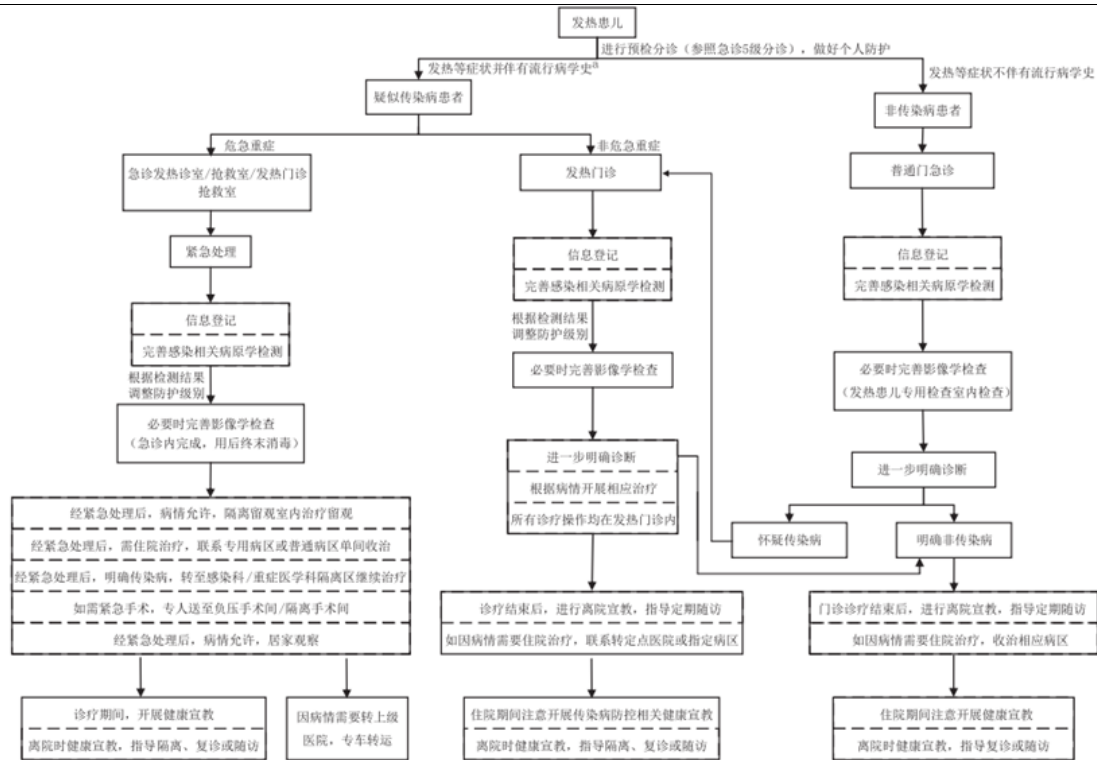 发热患儿
进行预检分诊（参照急诊5级分诊），做好个人防护
发热等症状并伴有流行病学史a
发热等症状不伴有流行病学史
疑似传染病患者
非传染病患者
危急重症
非危急重症
急诊发热诊室/抢救室/发热门诊
抢救室
发热门诊
普通门急诊
紧急处理
信息登记
完善感染相关病原学检测
信息登记
完善感染相关病原学检测
信息登记
完善感染相关病原学检测
根据检测结果
调整防护级别
根据检测结果
调整防护级别
必要时完善影像学检查
（急诊内完成，用后终末消毒）
必要时完善影像学检查
必要时完善影像学检查
（发热患儿专用检查室内检查）
进一步明确诊断
根据病情开展相应治疗
所有诊疗操作均在发热门诊内
进一步明确诊断
怀疑传染病
明确非传染病
经紧急处理后，病情允许，隔离留观室内治疗留观
经紧急处理后，需住院治疗，联系专用病区或普通病区单间收治
经紧急处理后，明确传染病，转至感染科/重症医学科隔离区继续治疗
如需紧急手术，专人送至负压手术间/隔离手术间
经紧急处理后，病情允许，居家观察
诊疗结束后，进行离院宣教，指导定期随访
如因病情需要住院治疗，联系转定点医院或指定病区
门诊诊疗结束后，进行离院宣教，指导定期随访
如因病情需要住院治疗，收治相应病区
诊疗期间，开展健康宣教
离院时健康宣教，指导隔离、复诊或随访
因病情需要转上级
医院，专车转运
住院期间注意开展传染病防控相关健康宣教
离院时健康宣教，指导隔离、复诊或随访
住院期间注意开展健康宣教
离院时健康宣教，指导复诊或随访